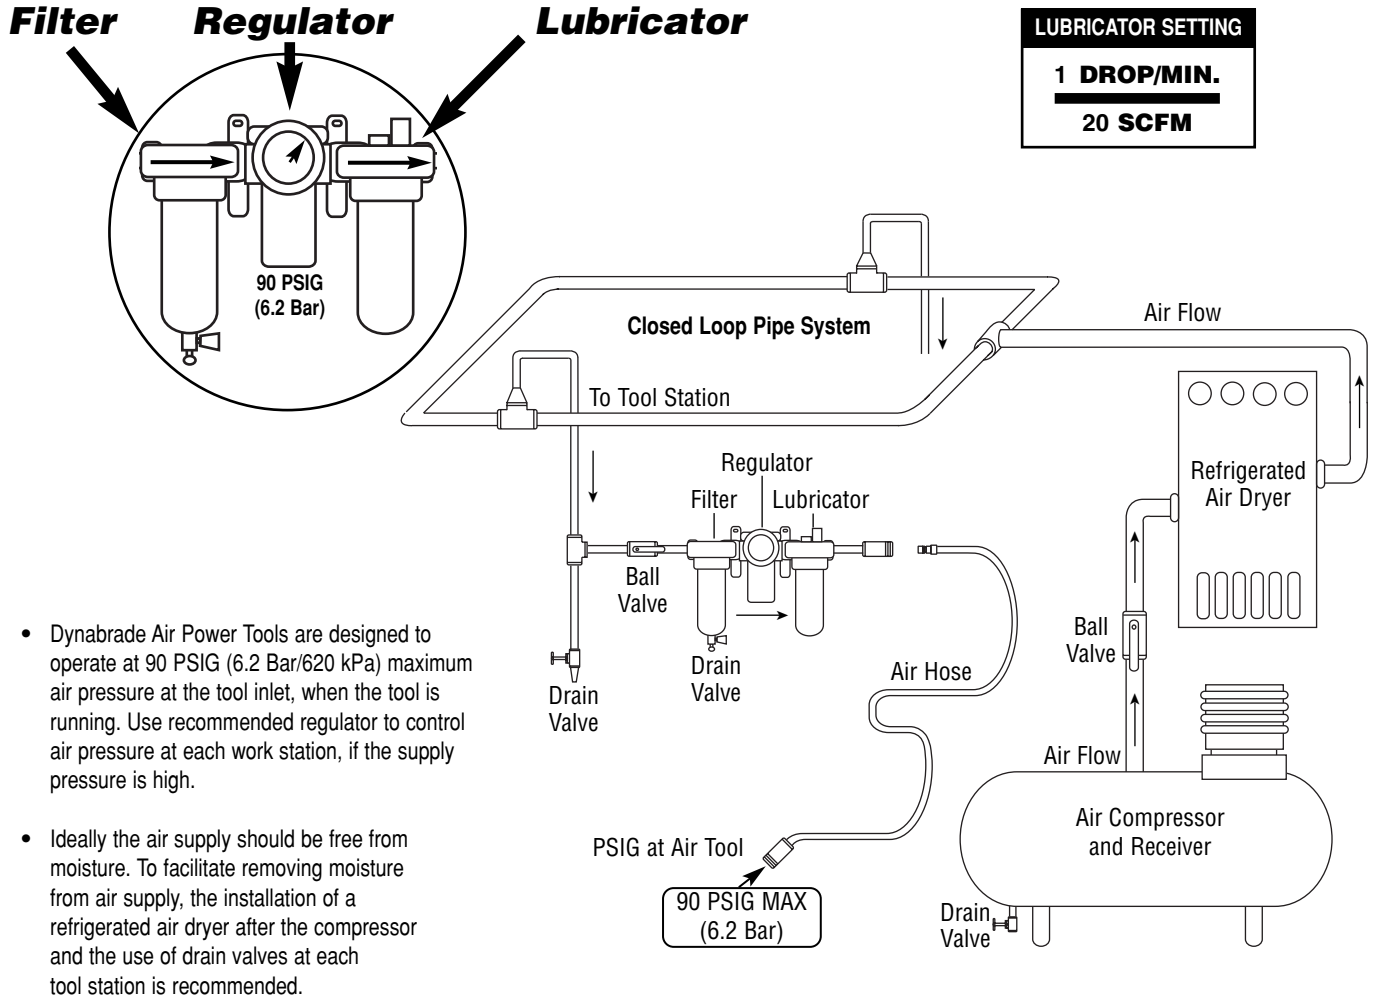 Filter
Regulator
Lubricator
LUBRICATOR SETTING
1 DROP/MIN.
20 SCFM
90 PSIG
(6.2 Bar)
Closed Loop Pipe System
Air Flow
To Tool Station
Refrigerated
Air Dryer
Regulator
Filter
Lubricator
Ball
Valve
Drain
Valve
Drain
Valve
Air Hose
Ball
Valve
Air Flow
Air Compressor
and Receiver
Drain
Valve
PSIG at Air Tool
90 PSIG MAX
(6.2 Bar)
• Dynabrade Air Power Tools are designed to
operate at 90 PSIG (6.2 Bar/620 kPa) maximum
air pressure at the tool inlet, when the tool is
running. Use recommended regulator to control
air pressure at each work station, if the supply
pressure is high.
• Ideally the air supply should be free from
moisture. To facilitate removing moisture
from air supply, the installation of a
refrigerated air dryer after the compressor
and the use of drain valves at each
tool station is recommended.